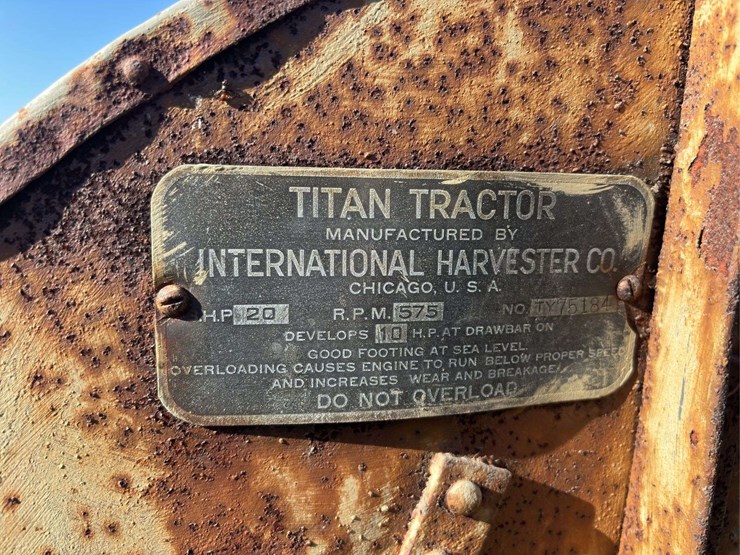 TITAN TRACTOR
MANUFACTURED BY
INTERNATIONAL HARVESTER CO.
CHICAGO, U. S. A.
H.P. 20 R.P.M. 575 NO. TY75184
DEVELOPS 10 H.P. AT DRAWBAR ON
GOOD FOOTING AT SEA LEVEL
OVERLOADING CAUSES ENGINE TO RUN BELOW PROPER SPEED
AND INCREASES WEAR AND BREAKAGE
DO NOT OVERLOAD